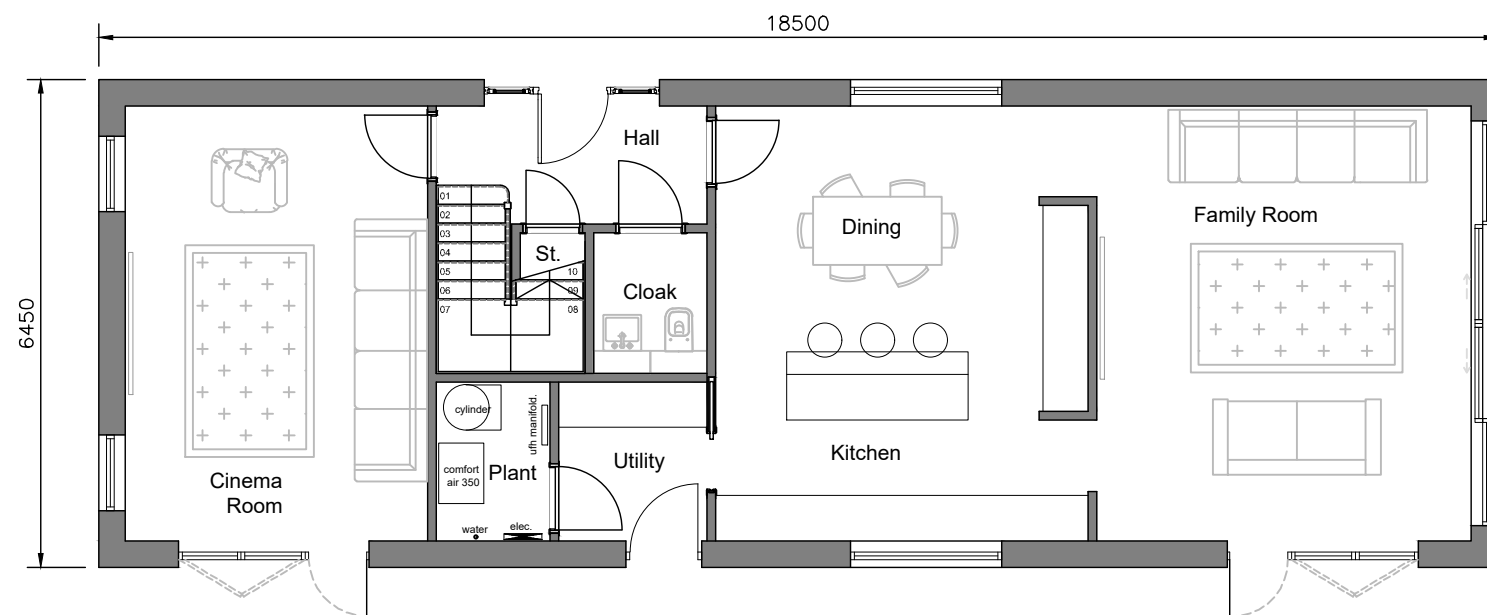 18500
6450
Hall
01
02
03
04
05
06
07
10
09
08
St.
Cloak
Dining
Family Room
Kitchen
Cinema
Room
cylinder
ufh manifold.
comfort
air 350
Plant
water
elec.
Utility